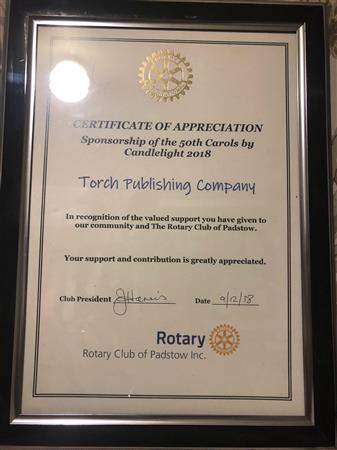 CERTIFICATE OF APPRECIATION
Sponsorship of the 50th Carols by
Candlelight 2018
Torch Publishing Company
In recognition of the valued support you have given to
our community and The Rotary Club of Padstow.
Your support and contribution is greatly appreciated.
Club President JHarris Date 9/12/18
Rotary
Rotary Club of Padstow Inc.